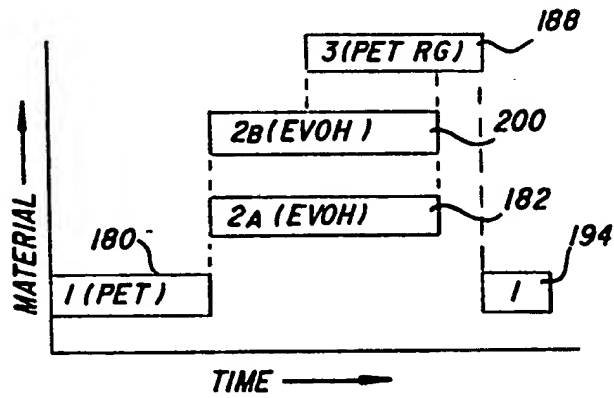 3(PET RG)
188
2B(EVOH)
200
2A(EVOH)
182
180
1(PET)
1
194
MATERIAL
TIME